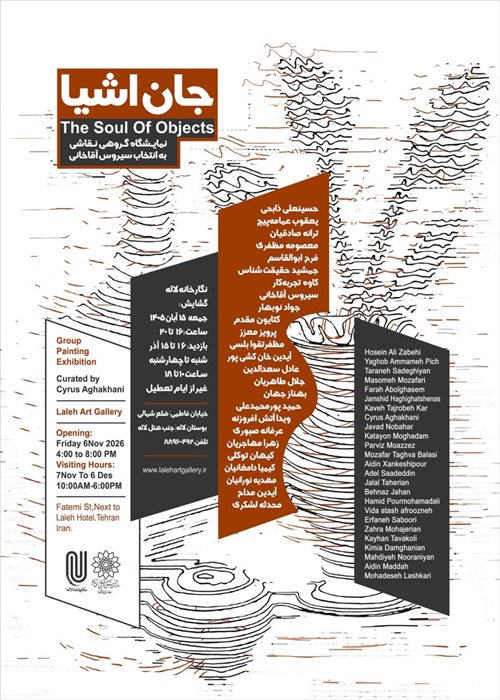 جان اشیا
The Soul Of Objects
نمایشگاه گروهی نقاشی
به انتخاب سیروس آقاخانی
حسینعلی ذابحی
یعقوب عمامه‌پیچ
ترانه صادقیان
معصومه مظفری
فرح ابوالقاسم
جمشید حقیقت شناس
کاوه تجربه‌کار
سیروس آقاخانی
جواد نوبهار
کتایون مقدم
پرویز معزز
مظفر تقوا بلسی
آیدین خان کشی پور
عادل سعدالدین
جلال طاهریان
بهناز جهان
حمید پورمحمدعلی
ویدا آتش افروزنه
عرفانه صبوری
زهرا مهاجریان
کیهان توکلی
کیمیا دامغانیان
مهدیه نورانیان
آیدین مداح
محدثه لشکری
نگارخانه لاله
گشایش:
جمعه ۱۵ آبان ۱۴۰۵
ساعت: ۱۶ تا ۲۰
بازدید: ۱۶ تا ۱۵ آذر
شنبه تا چهارشنبه
ساعت ۱۰ تا ۱۸
غیر از ایام تعطیل
خیابان فاطمی: ضلع شمالی
بوستان لاله: جنب هتل لاله
تلفن: ۸۸۹۶۰۴۹۲
www.lalehartgallery.ir
Group
Painting
Exhibition
Curated by
Cyrus Aghakhani
Laleh Art Gallery
Opening:
Friday 6Nov 2026
4:00 to 8:00 PM
Visiting Hours:
7Nov To 6 Des
10:00AM-6:00PM
Fatemi St,Next to
Laleh Hotel.Tehran
Iran.
نگارخانه لاله
Hosein Ali Zabehi
Yaghob Ammameh Pich
Taraneh Sadeghiyan
Masomeh Mozafari
Farah Abolghasem
Jamshid Haghighatshenas
Kaveh Tajrobeh Kar
Cyrus Aghakhani
Javad Nobahar
Katayon Moghadam
Parviz Moazzez
Mozafar Taghva Balasi
Aidin Xankeshipour
Adel Saadeddin
Jalal Taherian
Behnaz Jahan
Hamid Pourmohamadali
Vida atash afroozneh
Erfaneh Saboori
Zahra Mohajerian
Kayhan Tavakoli
Kimia Damghanian
Mahdiyeh Nooraniyan
Aidin Maddah
Mohadeseh Lashkari